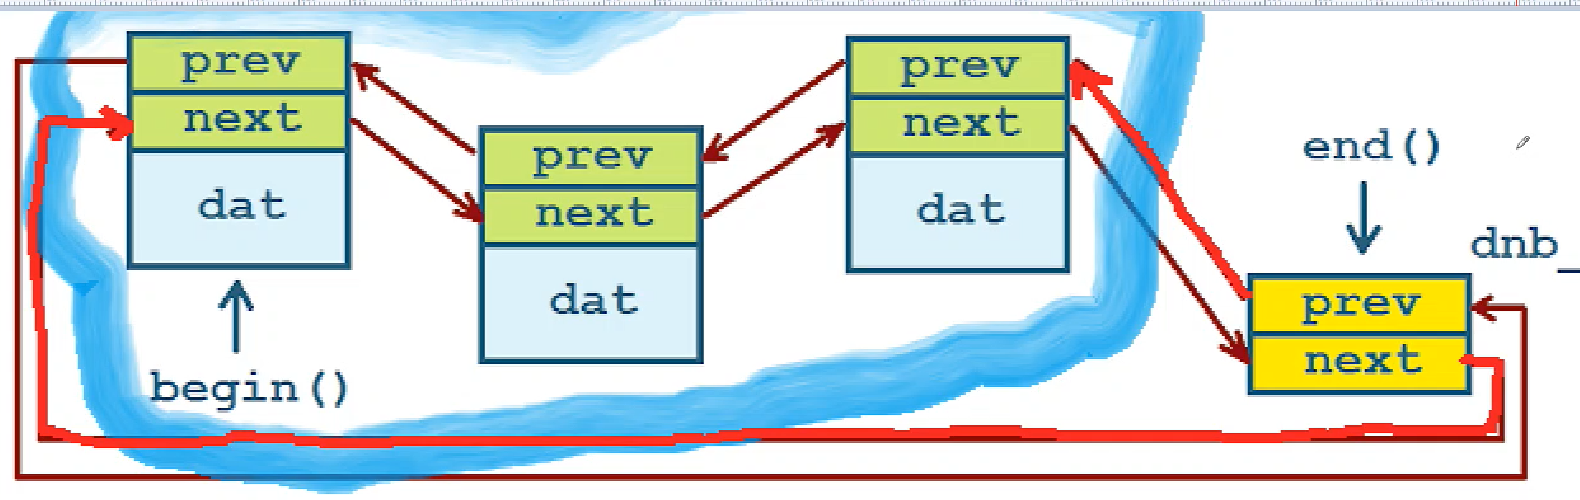 prev
next
dat
begin()
prev
next
dat
prev
next
dat
end()
dnb_
prev
next